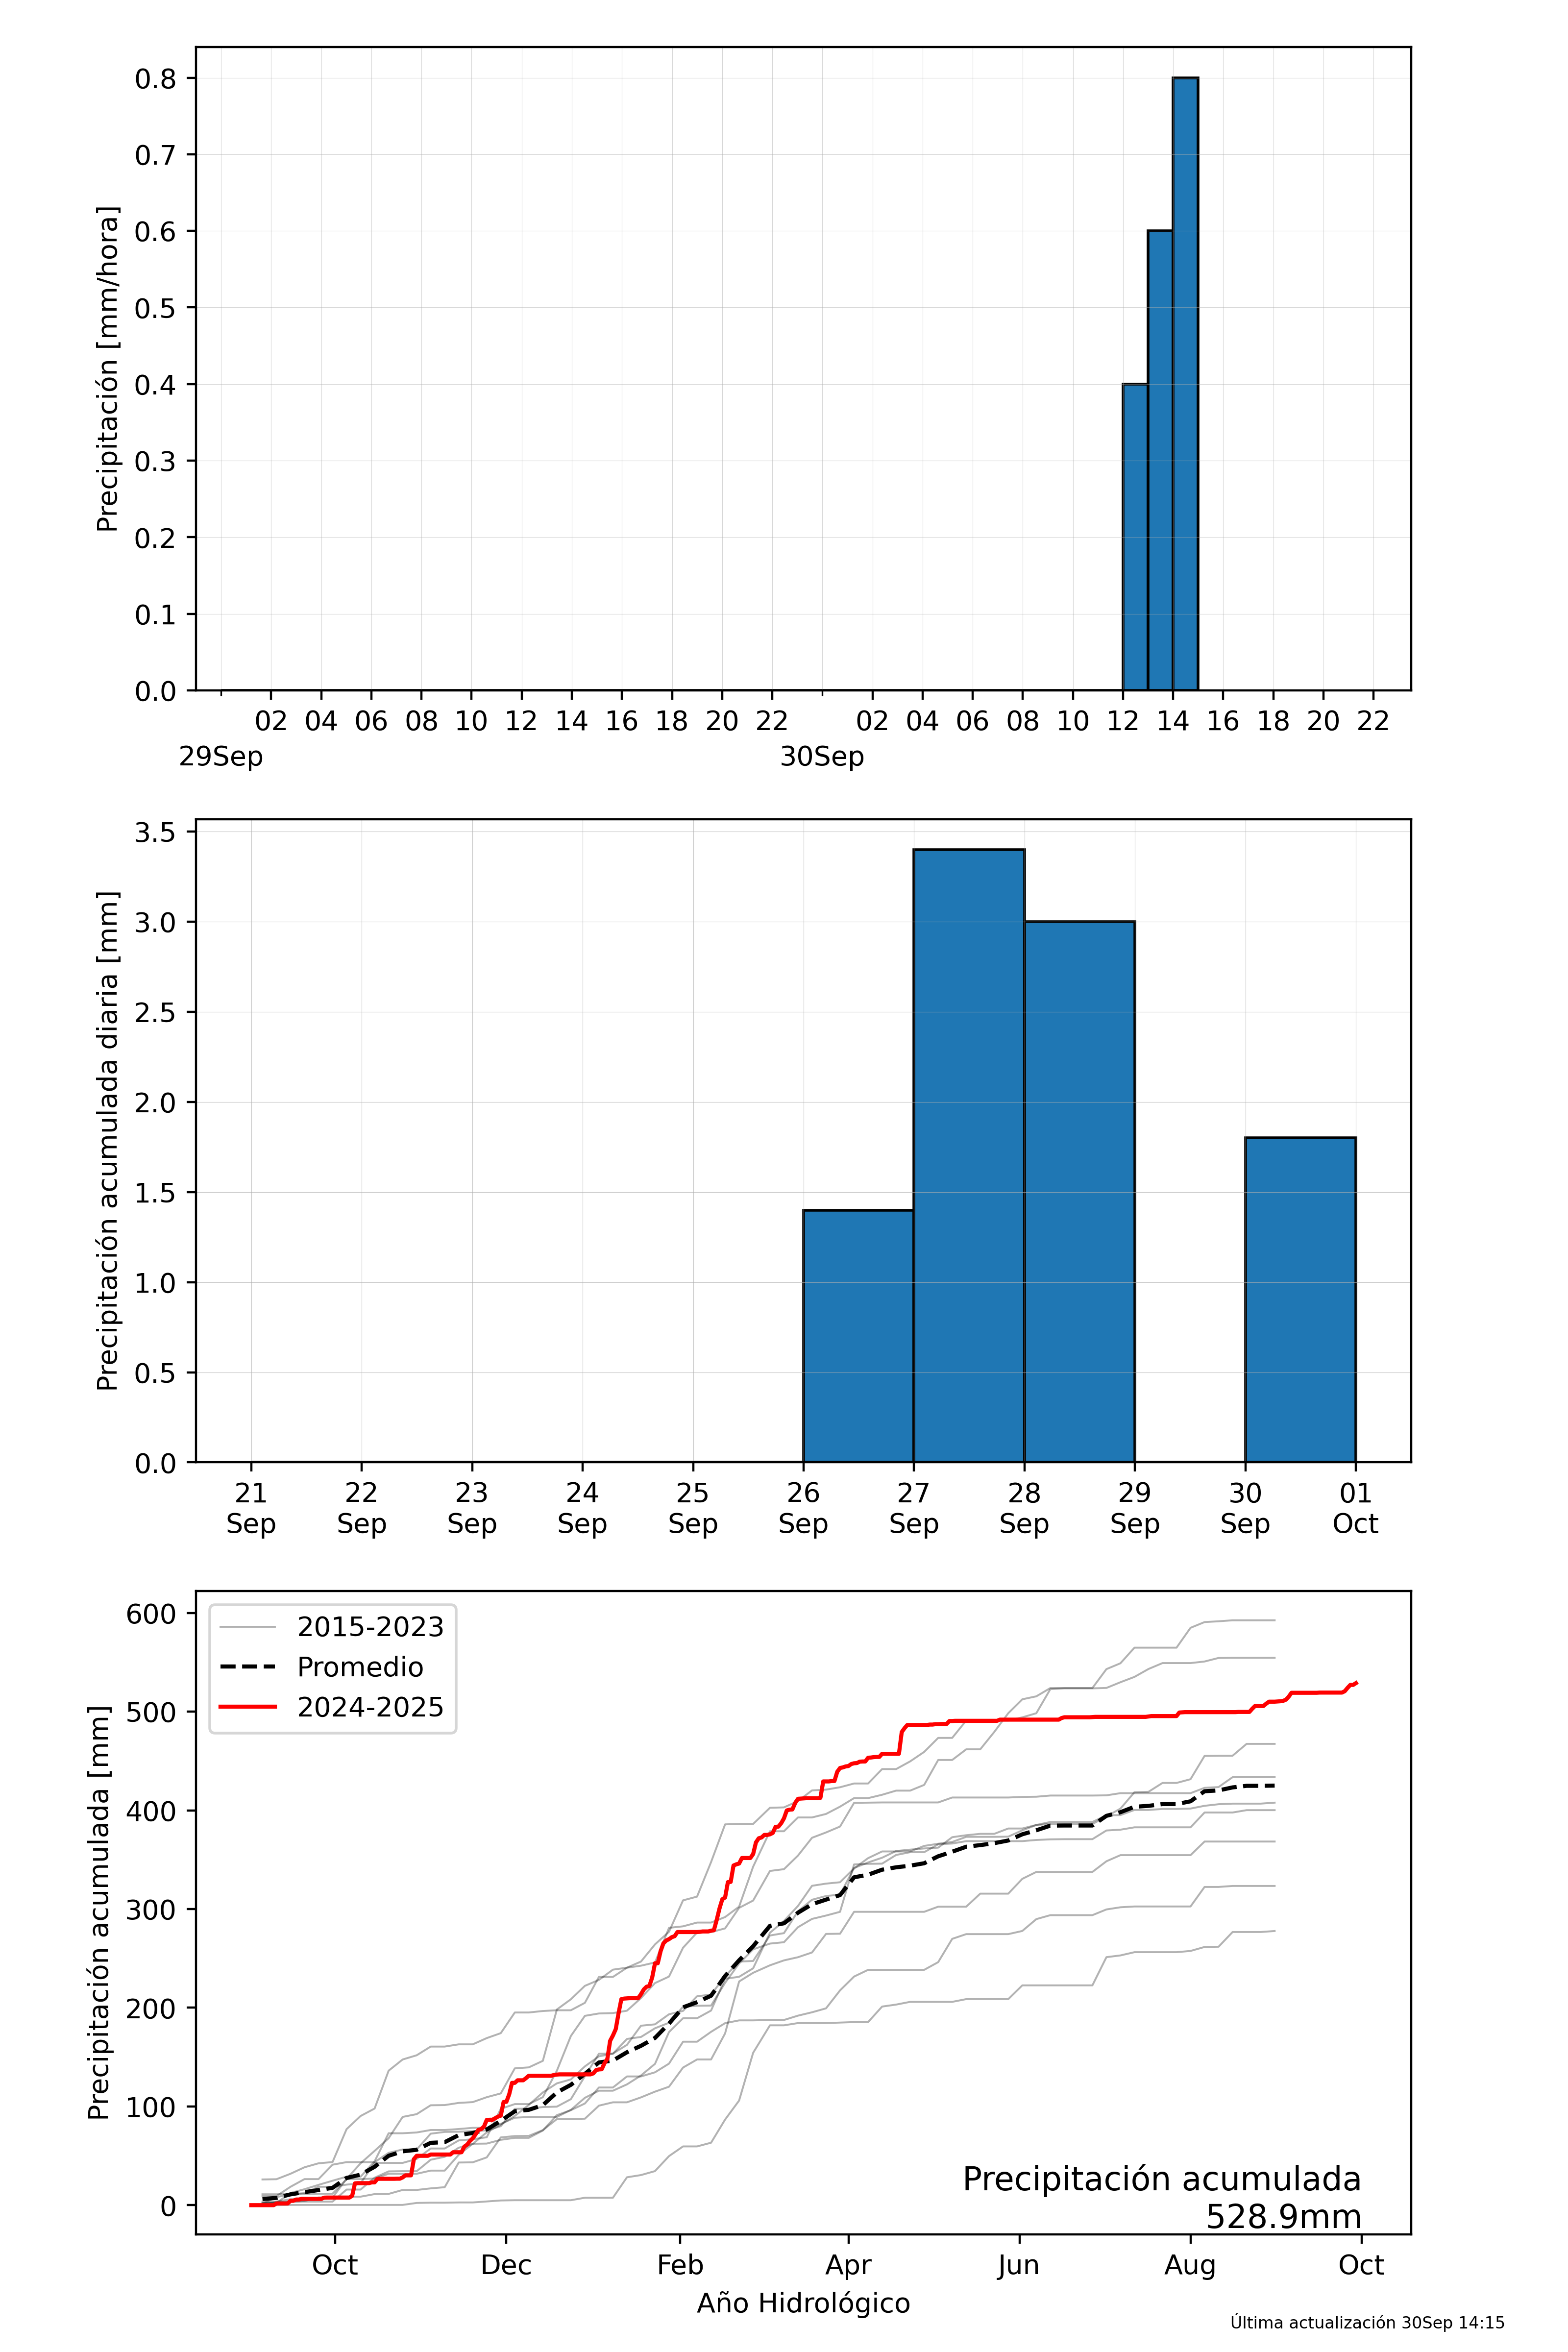 Precipitación [mm/hora]
0.8
0.7
0.6
0.5
0.4
0.3
0.2
0.1
0.0
02 04 06 08 10 12 14 16 18 20 22 02 04 06 08 10 12 14 16 18 20 22
29Sep 30Sep
Precipitación acumulada diaria [mm]
3.5
3.0
2.5
2.0
1.5
1.0
0.5
0.0
21 22 23 24 25 26 27 28 29 30 01
Sep Sep Sep Sep Sep Sep Sep Sep Sep Sep Oct
Precipitación acumulada [mm]
600
500
400
300
200
100
0
2015-2023
Promedio
2024-2025
Precipitación acumulada
528.9mm
Oct Dec Feb Apr Jun Aug Oct
Año Hidrológico
Última actualización 30Sep 14:15